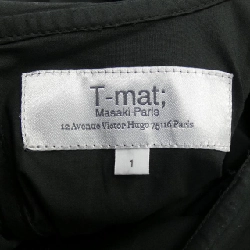 T-mat;
Masaki Paris
12 Avenue Victor Hugo 75116 Paris
1